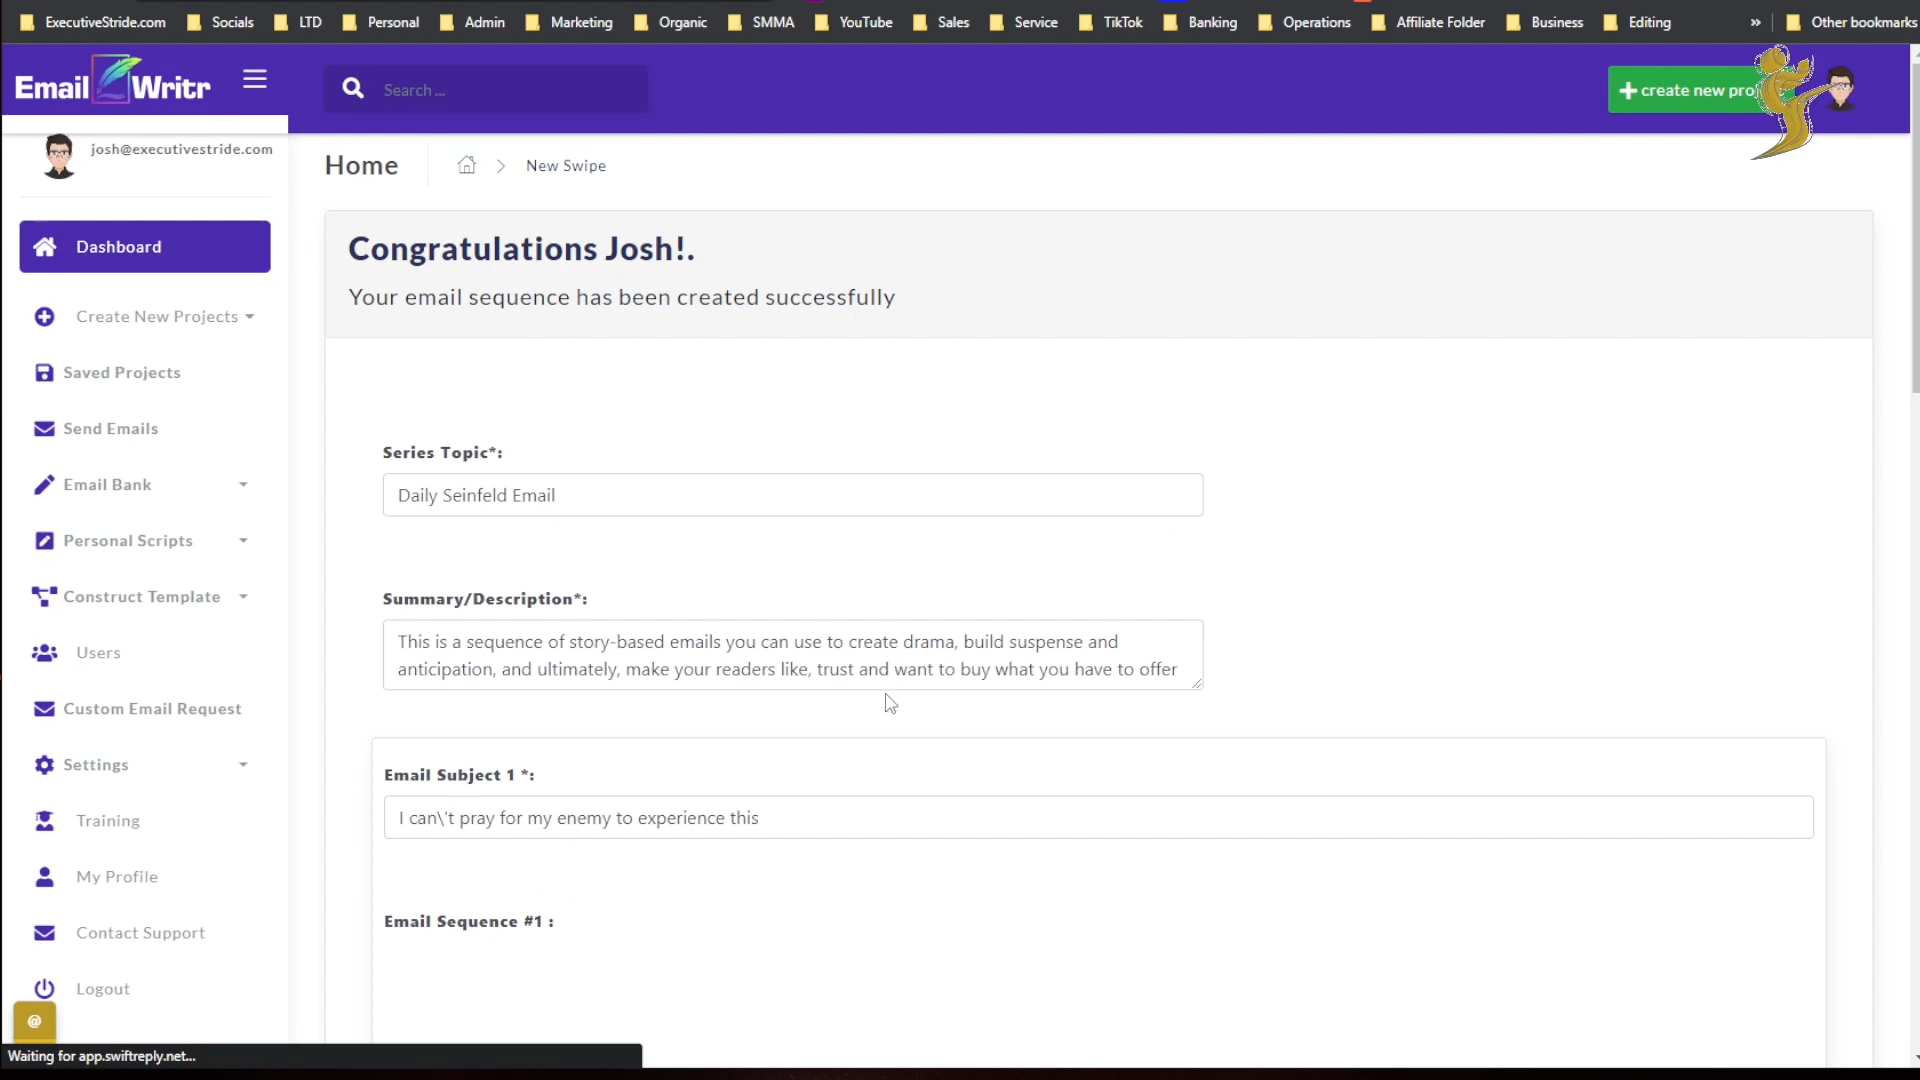 ExecutiveStride.com Socials LTD Personal Admin Marketing Organic SMMA YouTube Sales Service TikTok Banking Operations Affiliate Folder Business Editing » Other bookmarks
Email Writr
Search ...
+ create new
josh@executivestride.com
Home
New Swipe
Dashboard
Create New Projects
Saved Projects
Send Emails
Email Bank
Personal Scripts
Construct Template
Users
Custom Email Request
Settings
Training
My Profile
Contact Support
Logout
@
Congratulations Josh!.
Your email sequence has been created successfully
Series Topic*:
Daily Seinfeld Email
Summary/Description*:
This is a sequence of story-based emails you can use to create drama, build suspense and
anticipation, and ultimately, make your readers like, trust and want to buy what you have to offer
Email Subject 1 *:
I can\'t pray for my enemy to experience this
Email Sequence #1 :
Waiting for app.swiftreply.net...